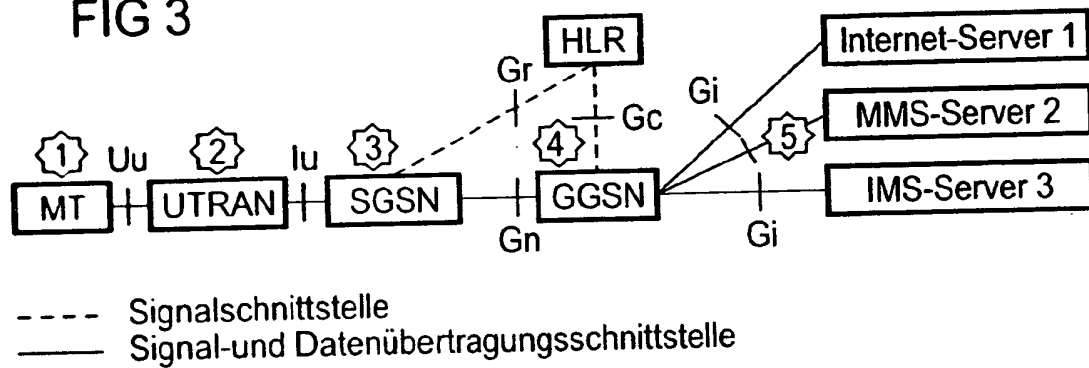 FIG 3
HLR
Internet-Server 1
Gr
Gi
MMS-Server 2
Gc
5
1
Uu
2
Iu
3
4
MT
UTRAN
SGSN
GGSN
IMS-Server 3
Gn
Gi
Signalschnittstelle
Signal-und Datenübertragungsschnittstelle